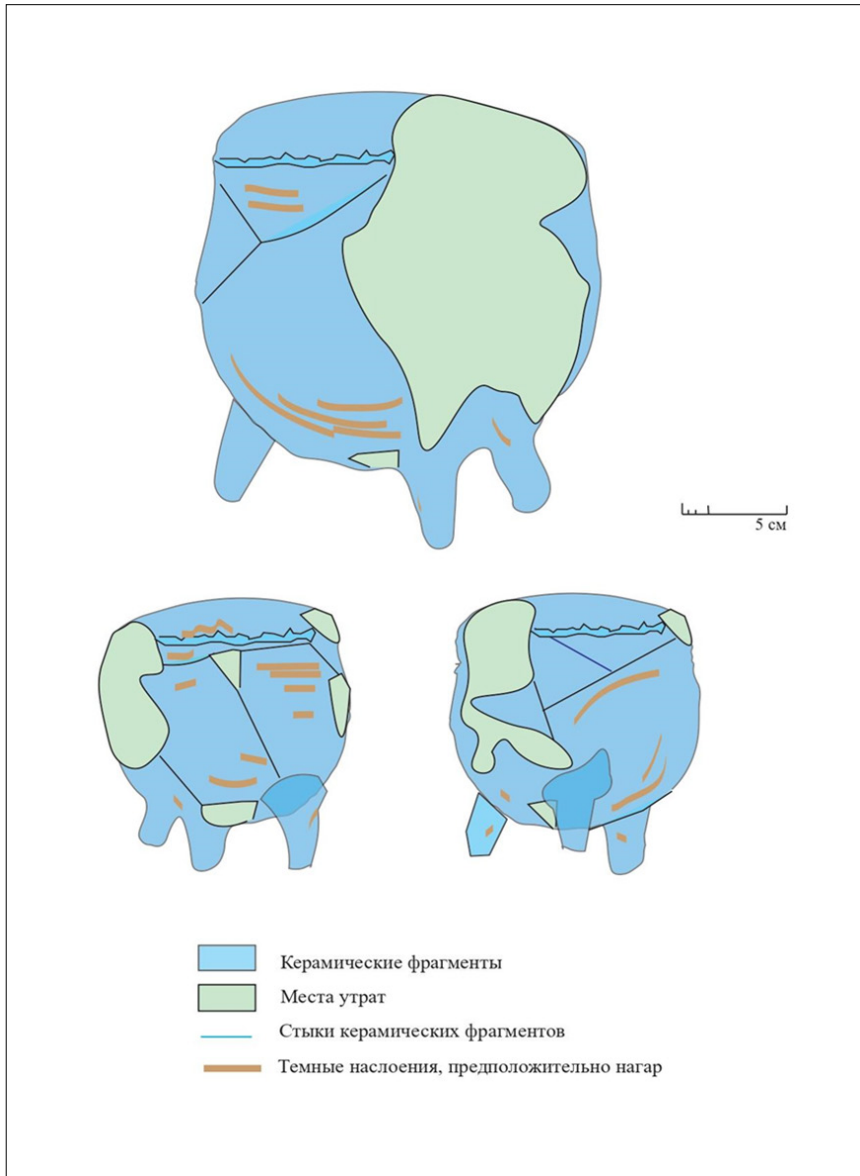 5 см
Керамические фрагменты
Места утрат
Стыки керамических фрагментов
Темные наслоения, предположительно нагар